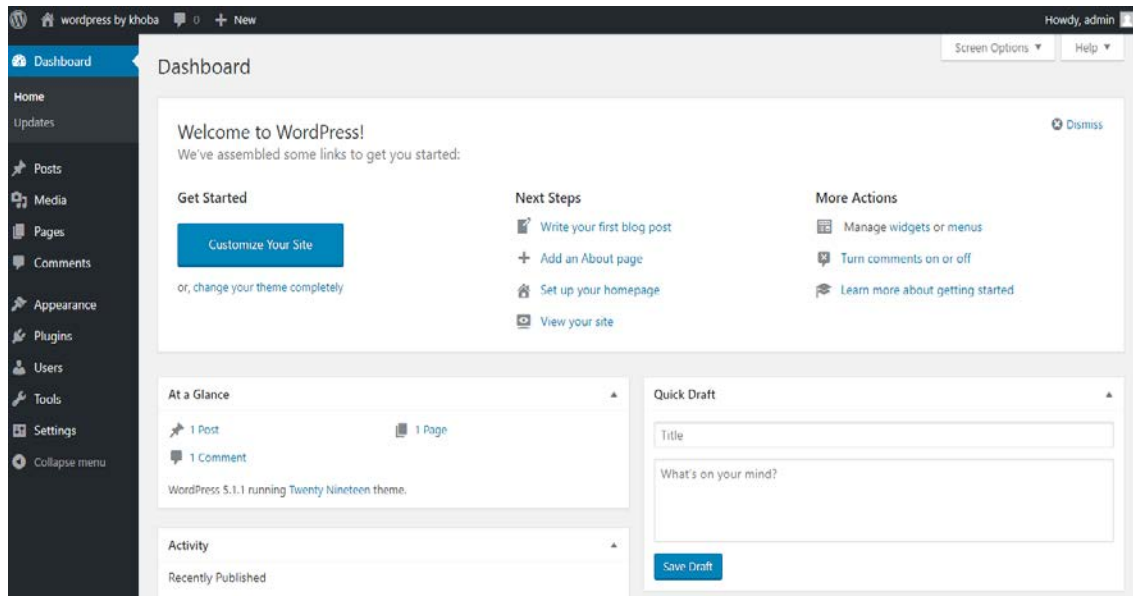 wordpress by khoba 0 + New Howdy, admin
Screen Options ▼ Help ▼
Dashboard
Home
Updates
Posts
Media
Pages
Comments
Appearance
Plugins
Users
Tools
Settings
Collapse menu
Dashboard
Welcome to WordPress!
Dismiss
We've assembled some links to get you started:
Get Started
Customize Your Site
or, change your theme completely
Next Steps
Write your first blog post
Add an About page
Set up your homepage
View your site
More Actions
Manage widgets or menus
Turn comments on or off
Learn more about getting started
At a Glance
1 Post 1 Page
1 Comment
WordPress 5.1.1 running Twenty Nineteen theme.
Activity
Recently Published
Quick Draft
Title
What's on your mind?
Save Draft